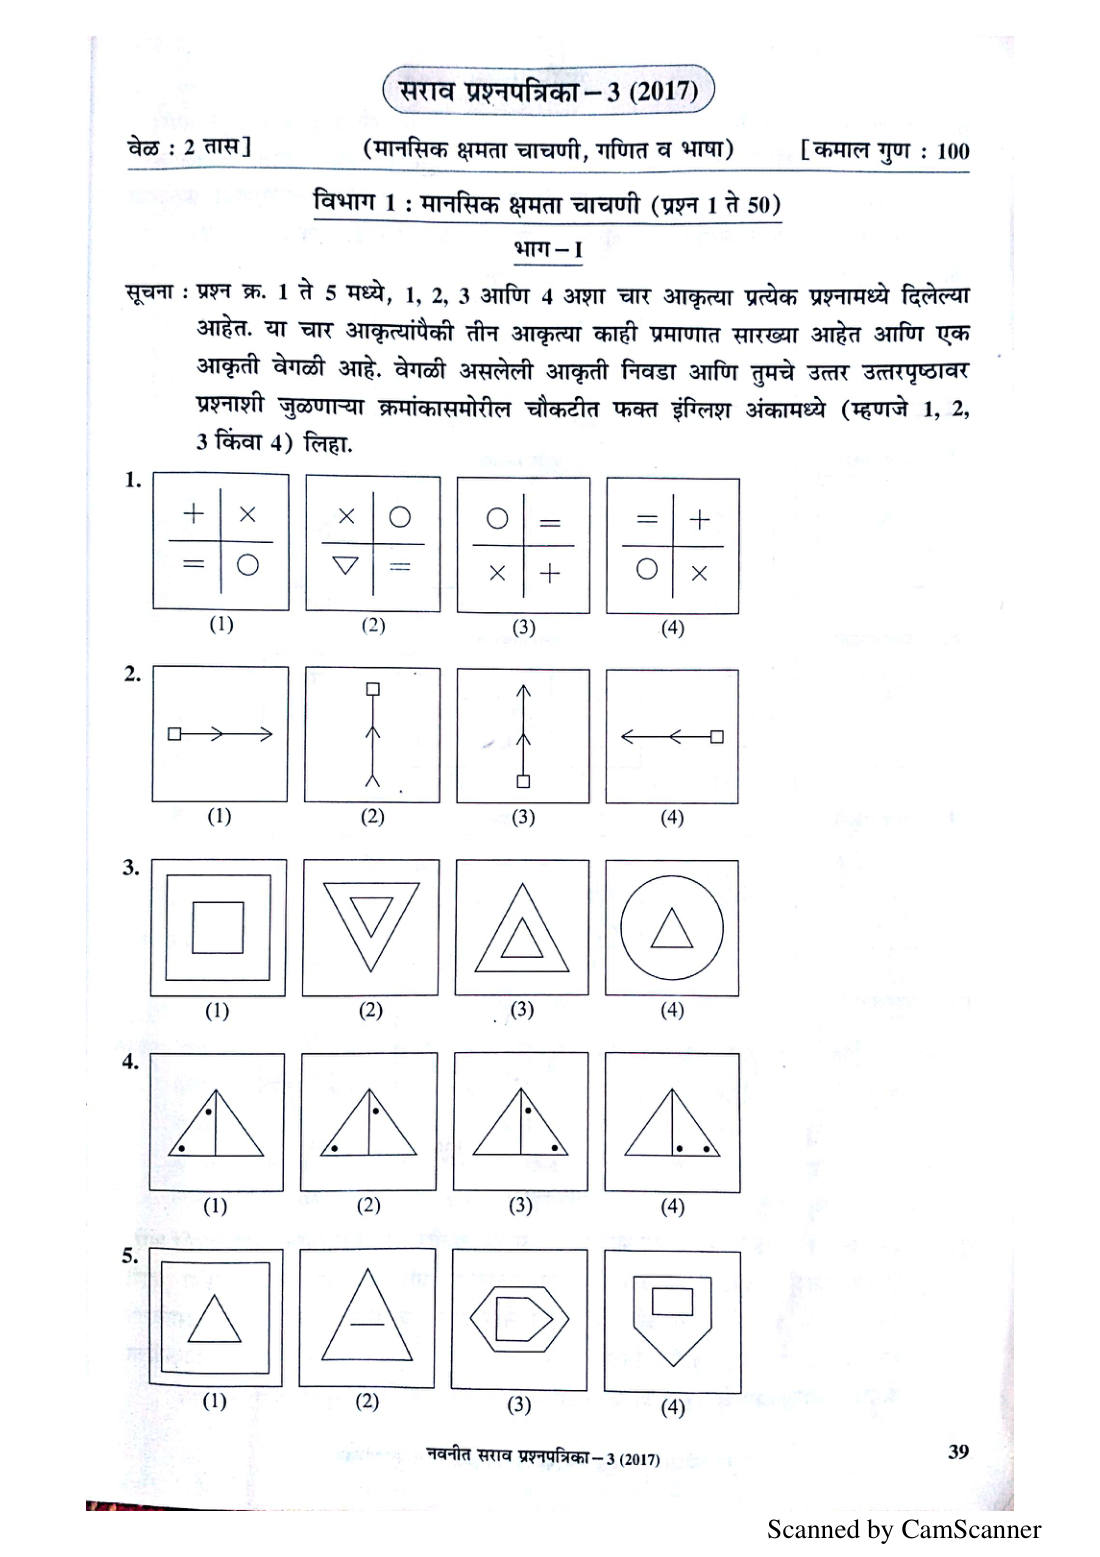 सराव प्रश्नपत्रिका – 3 (2017)
वेळ : 2 तास]
(मानसिक क्षमता चाचणी, गणित व भाषा)
[ कमाल गुण : 100
विभाग 1 : मानसिक क्षमता चाचणी (प्रश्न 1 ते 50)
भाग – I
सूचना : प्रश्न क्र. 1 ते 5 मध्ये, 1, 2, 3 आणि 4 अशा चार आकृत्या प्रत्येक प्रश्नामध्ये दिलेल्या
आहेत. या चार आकृत्यांपैकी तीन आकृत्या काही प्रमाणात सारख्या आहेत आणि एक
आकृती वेगळी आहे. वेगळी असलेली आकृती निवडा आणि तुमचे उत्तर उत्तरपृष्ठावर
प्रश्नाशी जुळणाऱ्या क्रमांकासमोरील चौकटीत फक्त इंग्लिश अंकामध्ये (म्हणजे 1, 2,
3 किंवा 4) लिहा.
1.
+ × = ○
× ○ ▽ =
○ = × +
= + ○ ×
(1) (2) (3) (4)
2.
(1) (2) (3) (4)
3.
(1) (2) (3) (4)
4.
(1) (2) (3) (4)
5.
(1) (2) (3) (4)
नवनीत सराव प्रश्नपत्रिका – 3 (2017)
39
Scanned by CamScanner